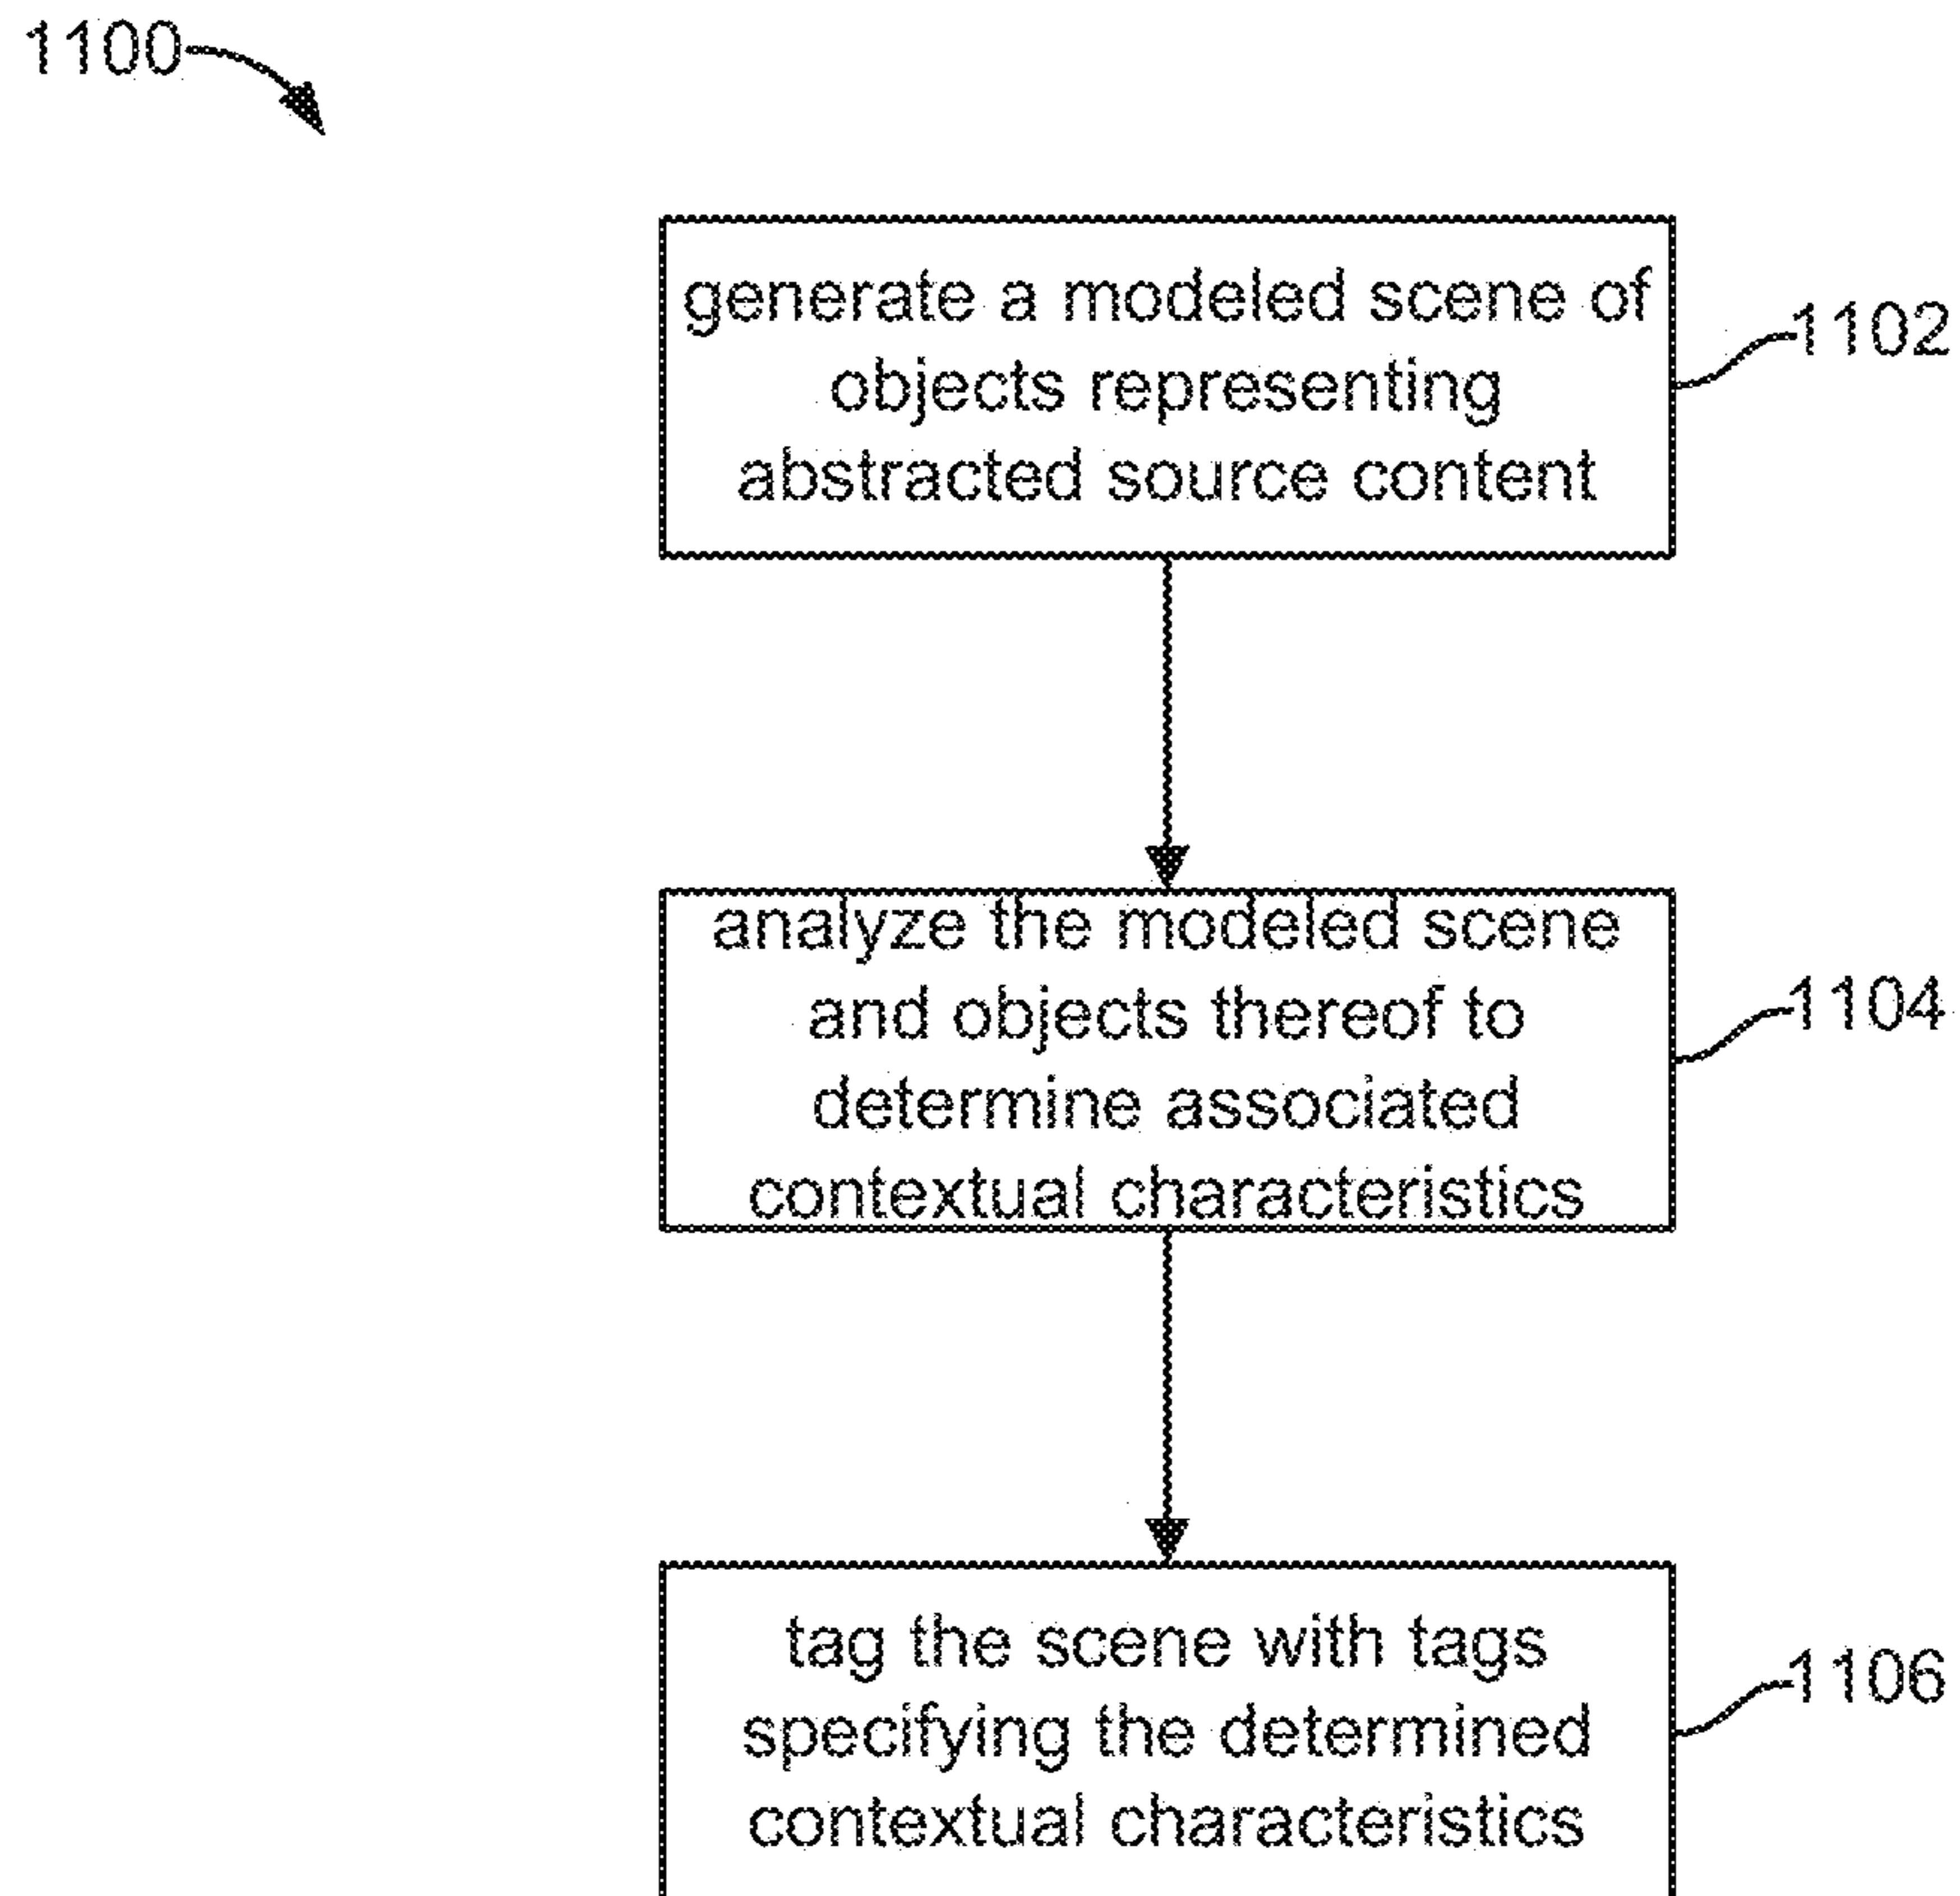 1100
generate a modeled scene of
objects representing
abstracted source content
1102
analyze the modeled scene
and objects thereof to
determine associated
contextual characteristics
1104
tag the scene with tags
specifying the determined
contextual characteristics
1106